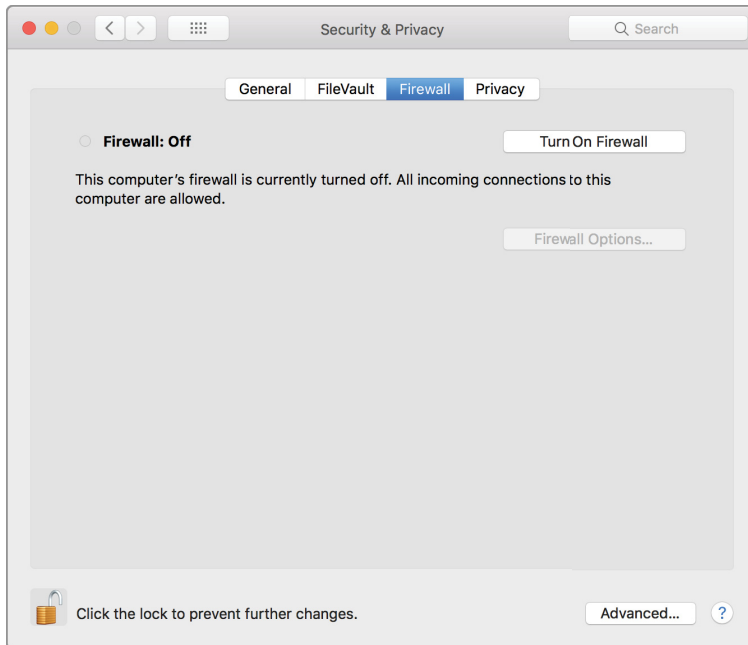 Security & Privacy
Search
General FileVault Firewall Privacy
Firewall: Off
Turn On Firewall
This computer’s firewall is currently turned off. All incoming connections to this
computer are allowed.
Firewall Options...
Click the lock to prevent further changes.
Advanced...
?